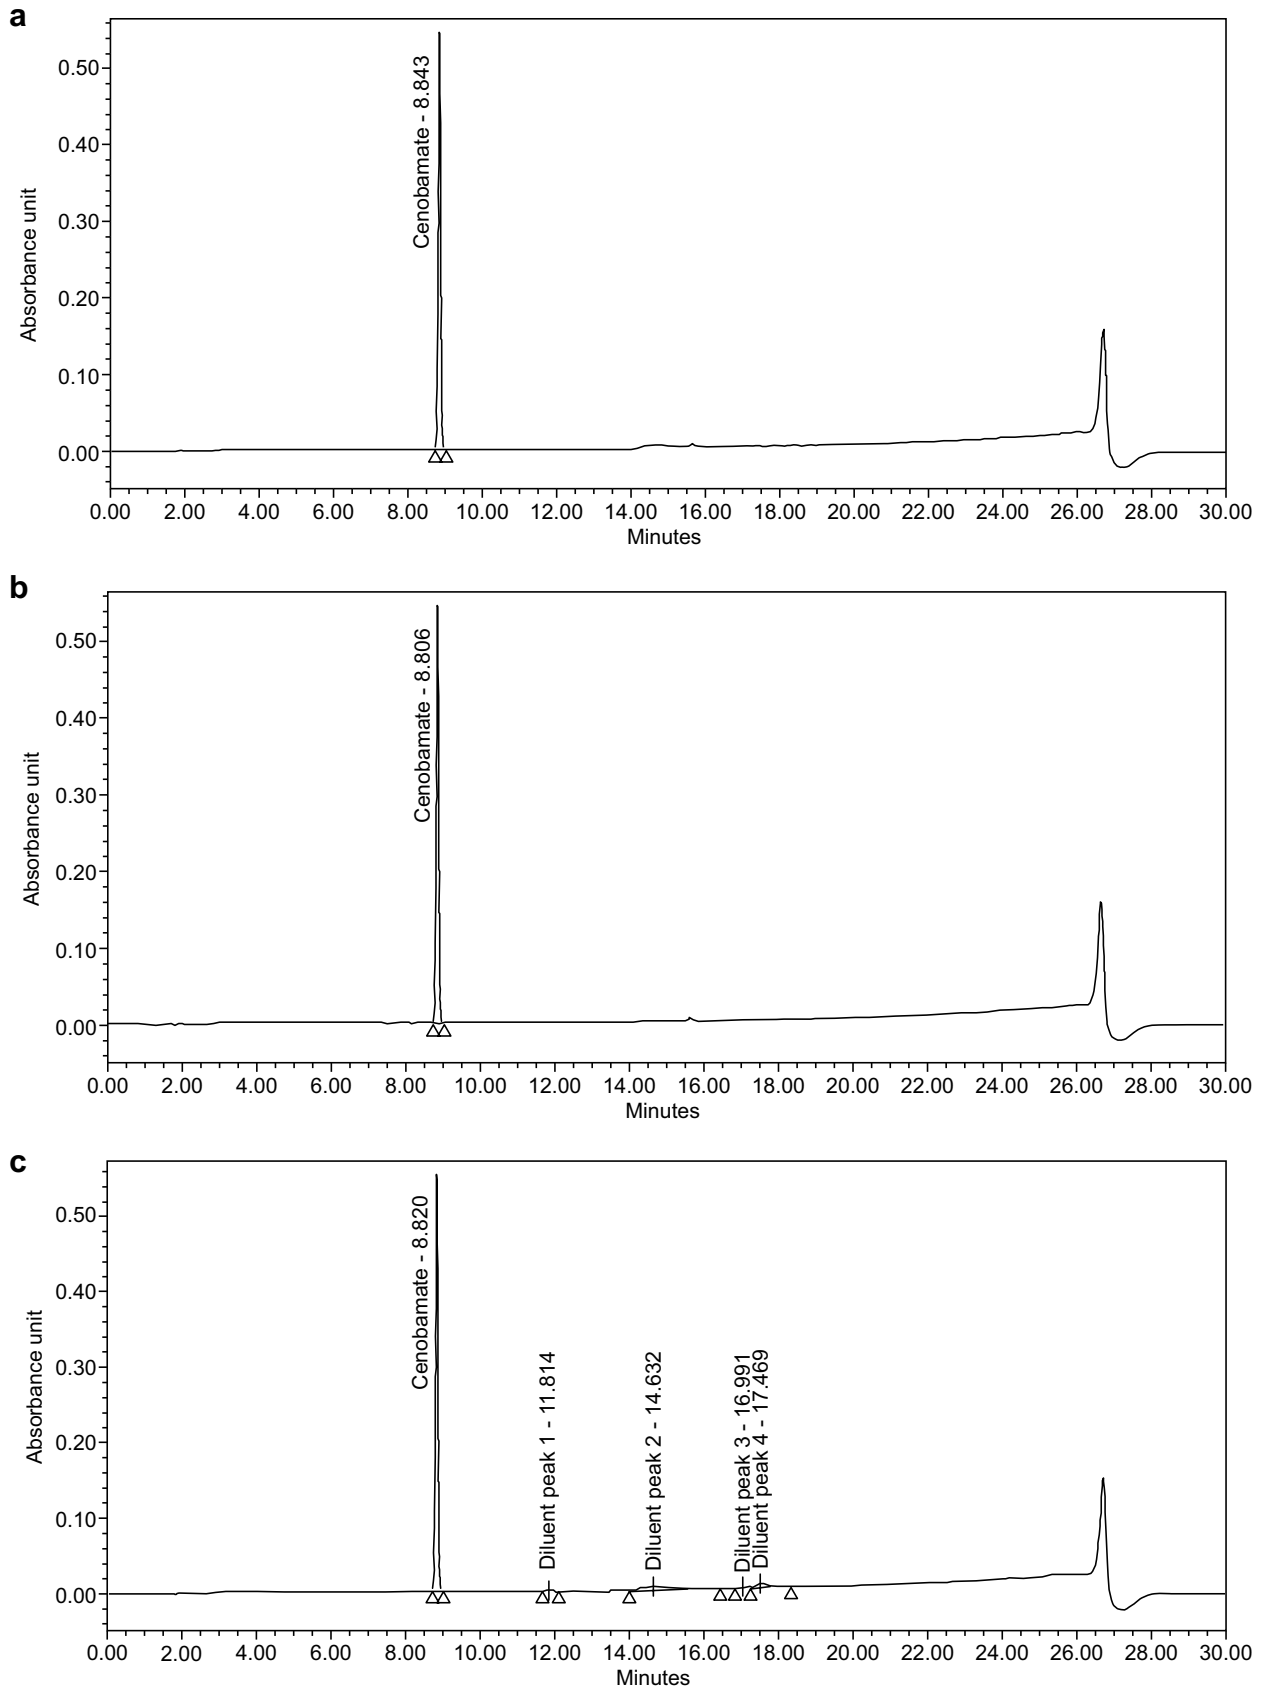 a
Absorbance unit
0.50
0.40
0.30
0.20
0.10
0.00
Cenobamate - 8.843
0.00 2.00 4.00 6.00 8.00 10.00 12.00 14.00 16.00 18.00 20.00 22.00 24.00 26.00 28.00 30.00
Minutes
b
Absorbance unit
0.50
0.40
0.30
0.20
0.10
0.00
Cenobamate - 8.806
0.00 2.00 4.00 6.00 8.00 10.00 12.00 14.00 16.00 18.00 20.00 22.00 24.00 26.00 28.00 30.00
Minutes
c
Absorbance unit
0.50
0.40
0.30
0.20
0.10
0.00
Cenobamate - 8.820
Diluent peak 1 - 11.814
Diluent peak 2 - 14.632
Diluent peak 3 - 16.991
Diluent peak 4 - 17.469
0.00 2.00 4.00 6.00 8.00 10.00 12.00 14.00 16.00 18.00 20.00 22.00 24.00 26.00 28.00 30.00
Minutes